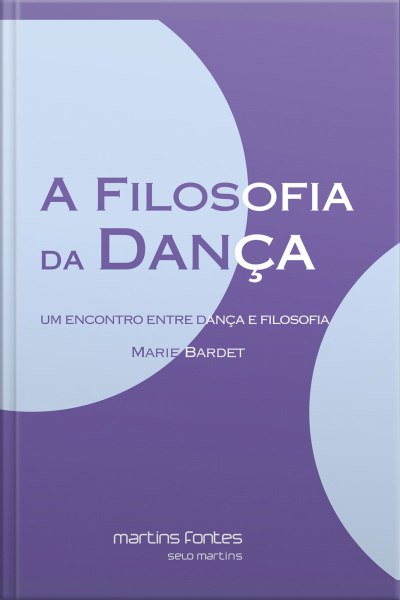 A FILOSOFIA
DA DANÇA
UM ENCONTRO ENTRE DANÇA E FILOSOFIA
MARIE BARDET
martins fontes
selo martins